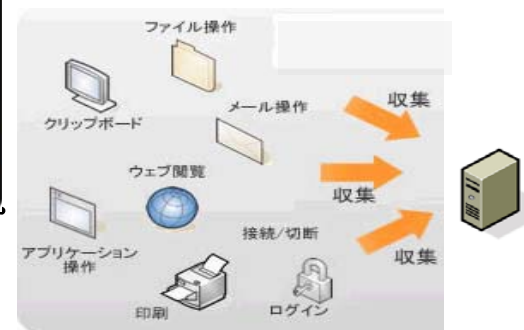 ファイル操作
クリップボード
メール操作
収集
ウェブ閲覧
収集
アプリケーション
操作
接続/切断
収集
印刷
ログイン